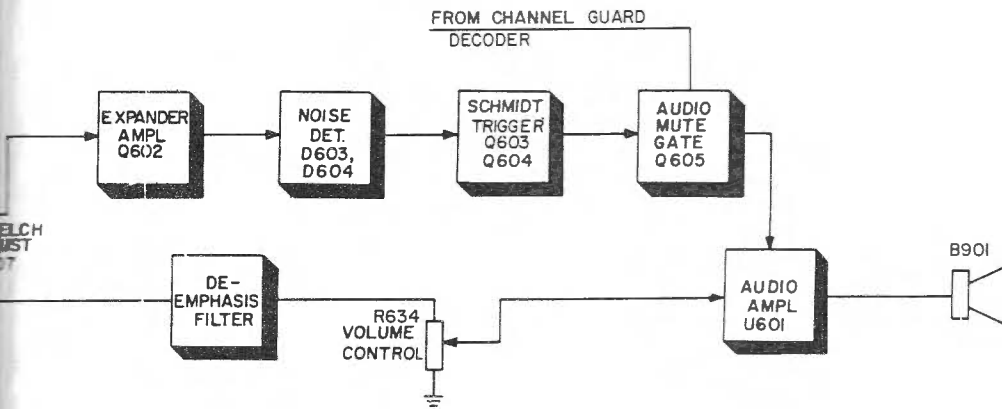 FROM CHANNEL GUARD
DECODER
EXPANDER
AMPL
Q602
NOISE
DET.
D603,
D604
SCHMIDT
TRIGGER
Q603
Q604
AUDIO
MUTE
GATE
Q605
DE-
EMPHASIS
FILTER
R634
VOLUME
CONTROL
AUDIO
AMPL
U601
B901